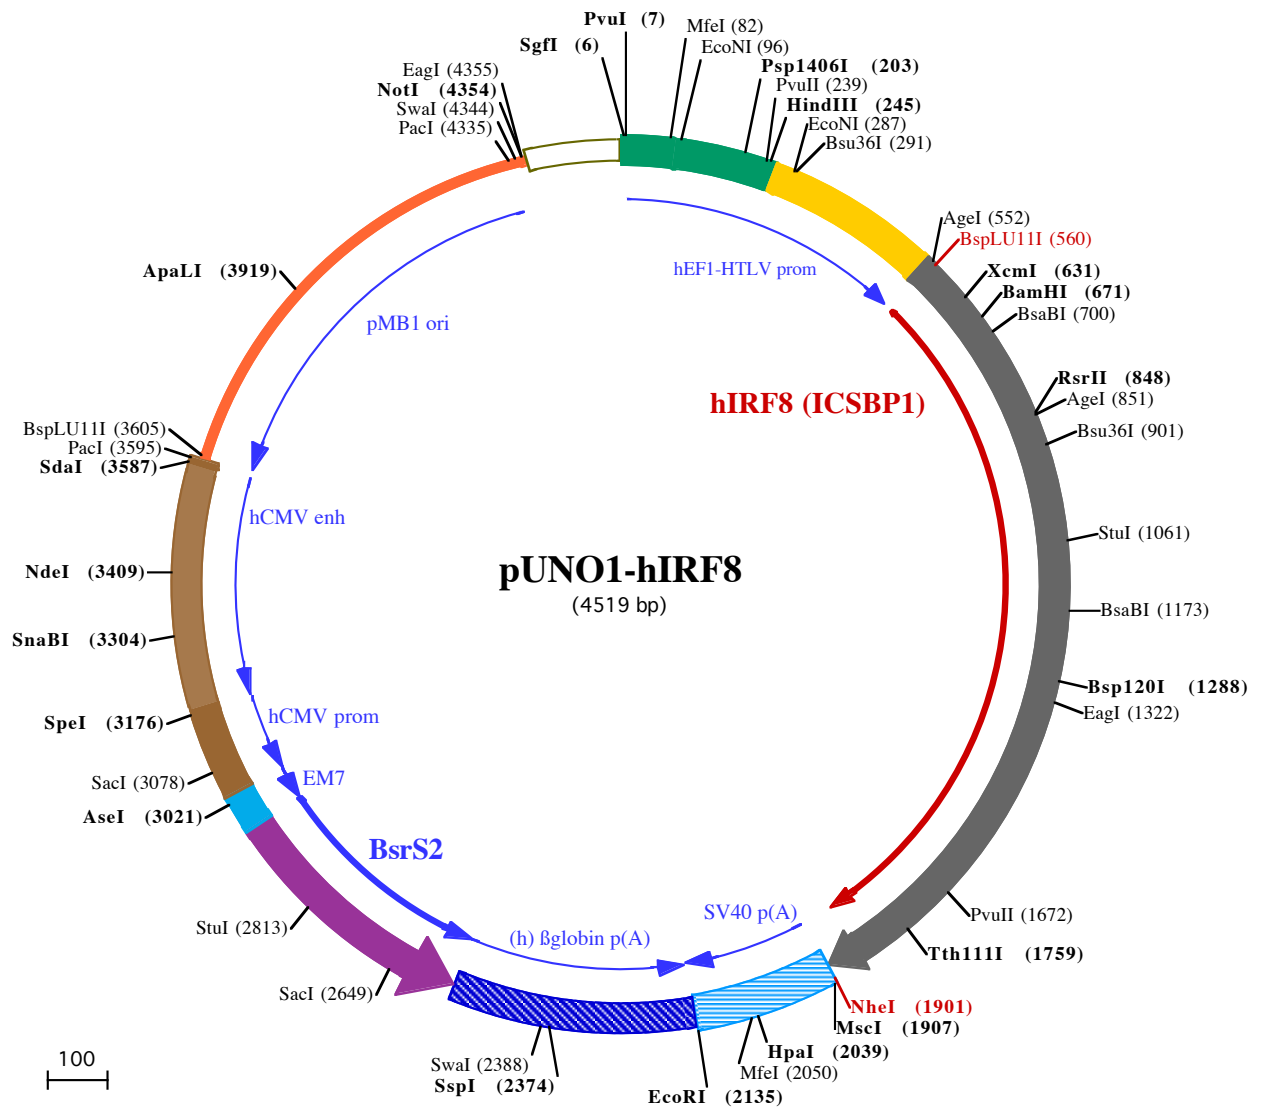 PvuI (7)
SgfI (6)
MfeI (82)
EcoNI (96)
Psp1406I (203)
PvuII (239)
HindIII (245)
EcoNI (287)
Bsu36I (291)
EagI (4355)
NotI (4354)
SwaI (4344)
PacI (4335)
AgeI (552)
BspLU11I (560)
XcmI (631)
BamHI (671)
BsaBI (700)
RsrII (848)
AgeI (851)
Bsu36I (901)
StuI (1061)
BsaBI (1173)
Bsp120I (1288)
EagI (1322)
PvuII (1672)
Tth111I (1759)
NheI (1901)
MscI (1907)
HpaI (2039)
MfeI (2050)
EcoRI (2135)
SwaI (2388)
SspI (2374)
SacI (2649)
StuI (2813)
AseI (3021)
SacI (3078)
SpeI (3176)
SnaBI (3304)
NdeI (3409)
SdaI (3587)
PacI (3595)
BspLU11I (3605)
ApaLI (3919)
hEF1-HTLV prom
pMB1 ori
hIRF8 (ICSBP1)
hCMV enh
pUNO1-hIRF8
(4519 bp)
hCMV prom
EM7
BsrS2
SV40 p(A)
(h) ßglobin p(A)
100